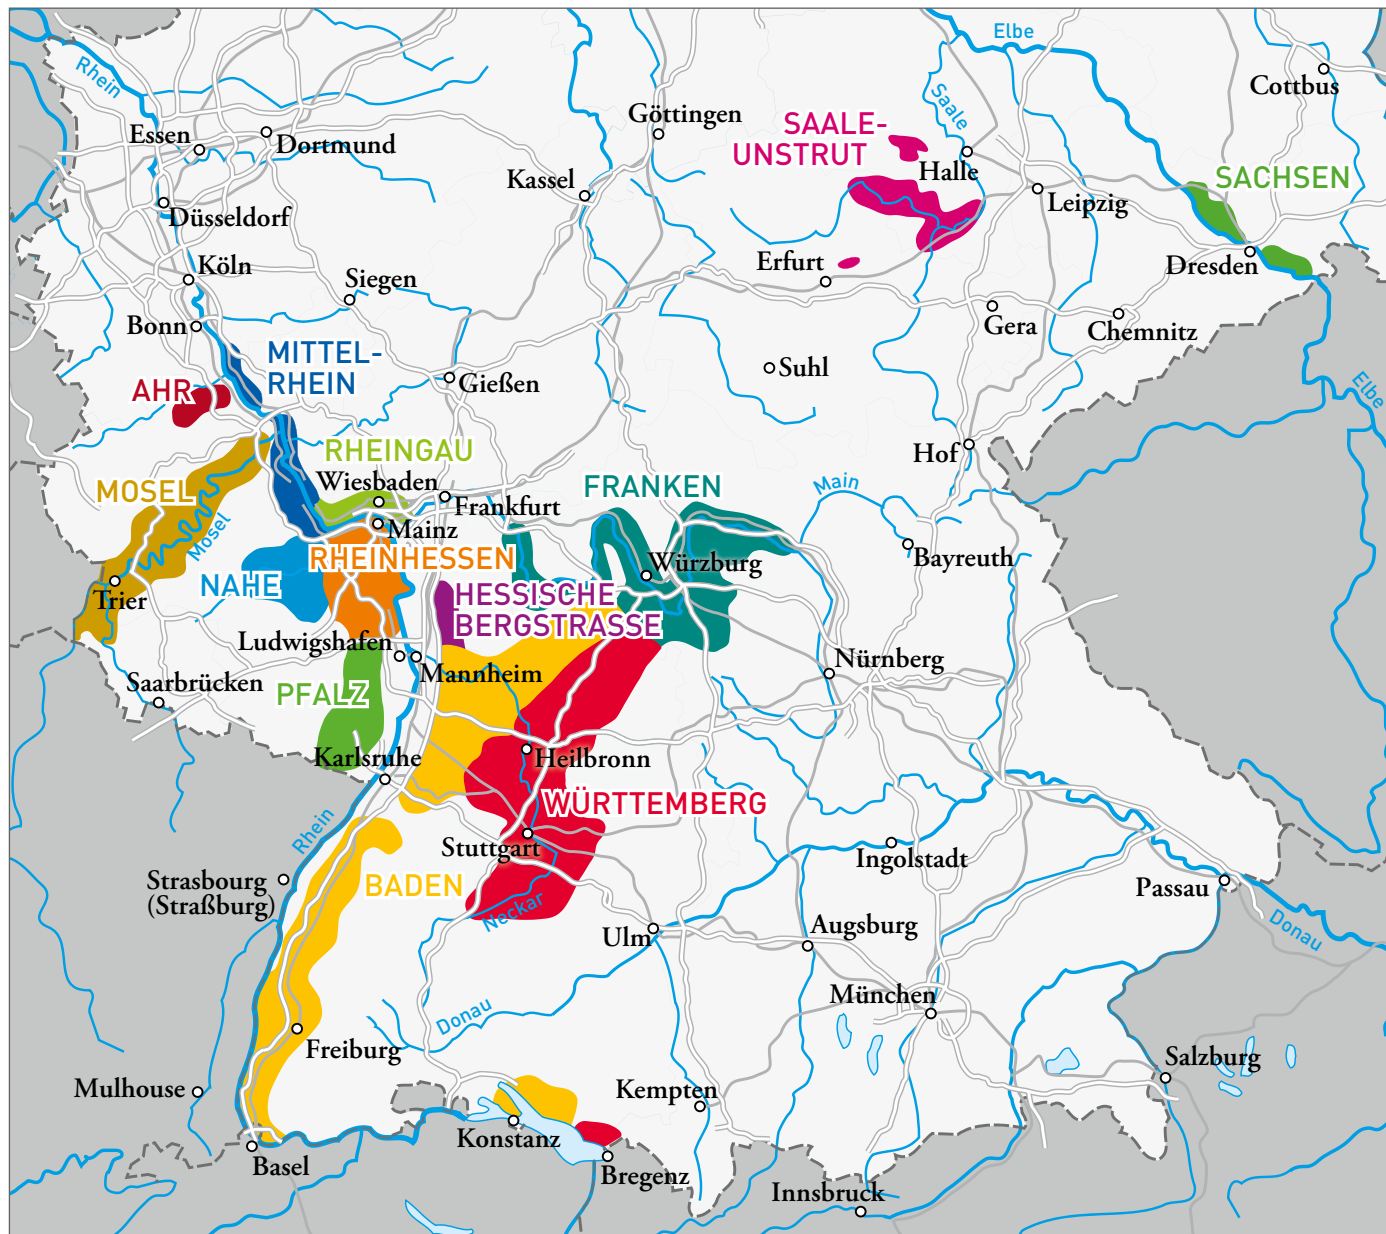 Elbe
Rhein
Cottbus
Saale
Göttingen
SAALE-
UNSTRUT
Essen
Dortmund
Halle
Kassel
SACHSEN
Leipzig
Düsseldorf
Köln
Erfurt
Dresden
Siegen
Bonn
Gera
Chemnitz
MITTEL-
RHEIN
Suhl
AHR
Gießen
Elbe
RHEINGAU
Hof
Wiesbaden
MOSEL
FRANKEN
Main
Frankfurt
Mosel
Mainz
RHEINHESSEN
Bayreuth
Würzburg
NAHE
Trier
HESSISCHE
BERGSTRASSE
Ludwigshafen
Nürnberg
Mannheim
Saarbrücken
PFALZ
Karlsruhe
Heilbronn
WÜRTTEMBERG
Rhein
Stuttgart
Ingolstadt
Strasbourg
(Straßburg)
BADEN
Passau
Neckar
Ulm
Augsburg
Donau
München
Donau
Freiburg
Salzburg
Mulhouse
Kempten
Konstanz
Basel
Bregenz
Innsbruck